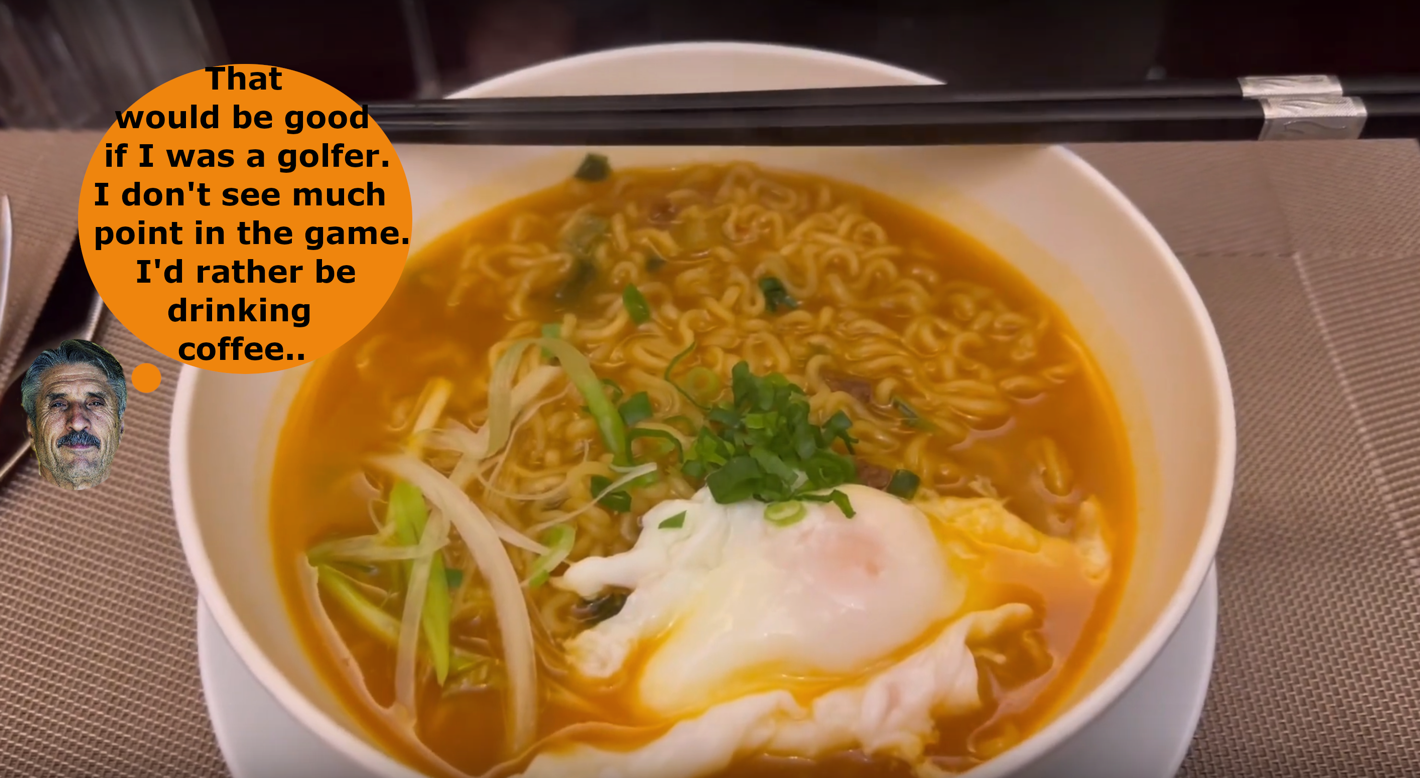 That
would be good
if I was a golfer.
I don't see much
point in the game.
I'd rather be
drinking
coffee..